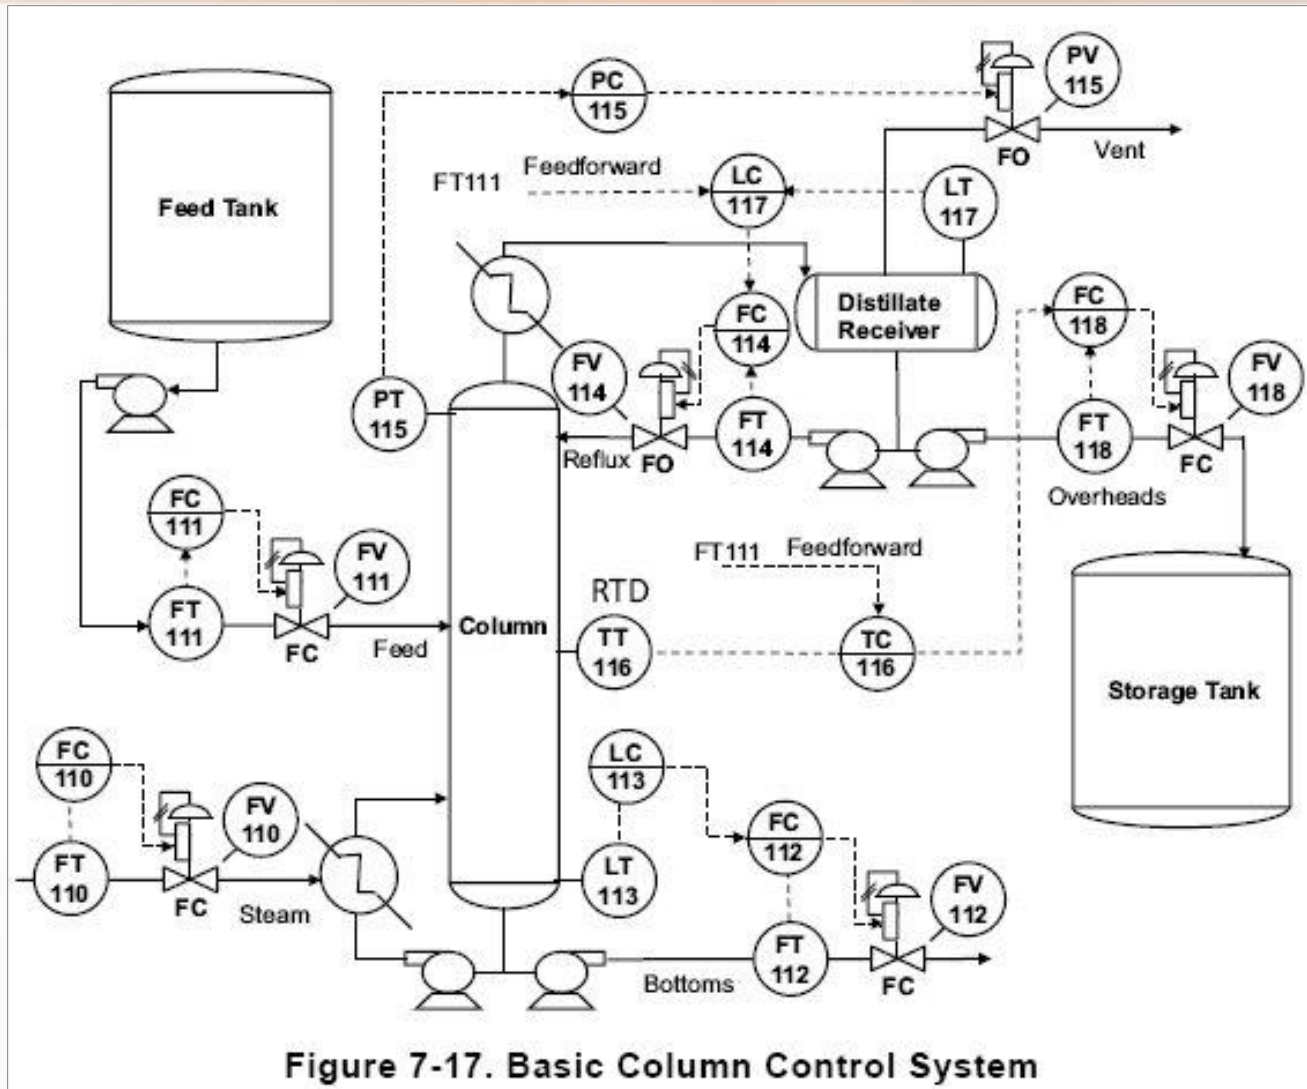 PC
115
PV
115
FO
Vent
Feedforward
FT111
LC
117
LT
117
Feed Tank
Distillate
Receiver
FC
114
FC
118
FV
114
FV
118
PT
115
FT
114
FT
118
Reflux
FO
FC
Overheads
FC
111
FV
111
FT
111
FC
Feed
FT111
Feedforward
RTD
Column
TT
116
TC
116
Storage Tank
FC
110
FV
110
FT
110
FC
Steam
LC
113
LT
113
FC
112
FV
112
FT
112
FC
Bottoms
Figure 7-17. Basic Column Control System